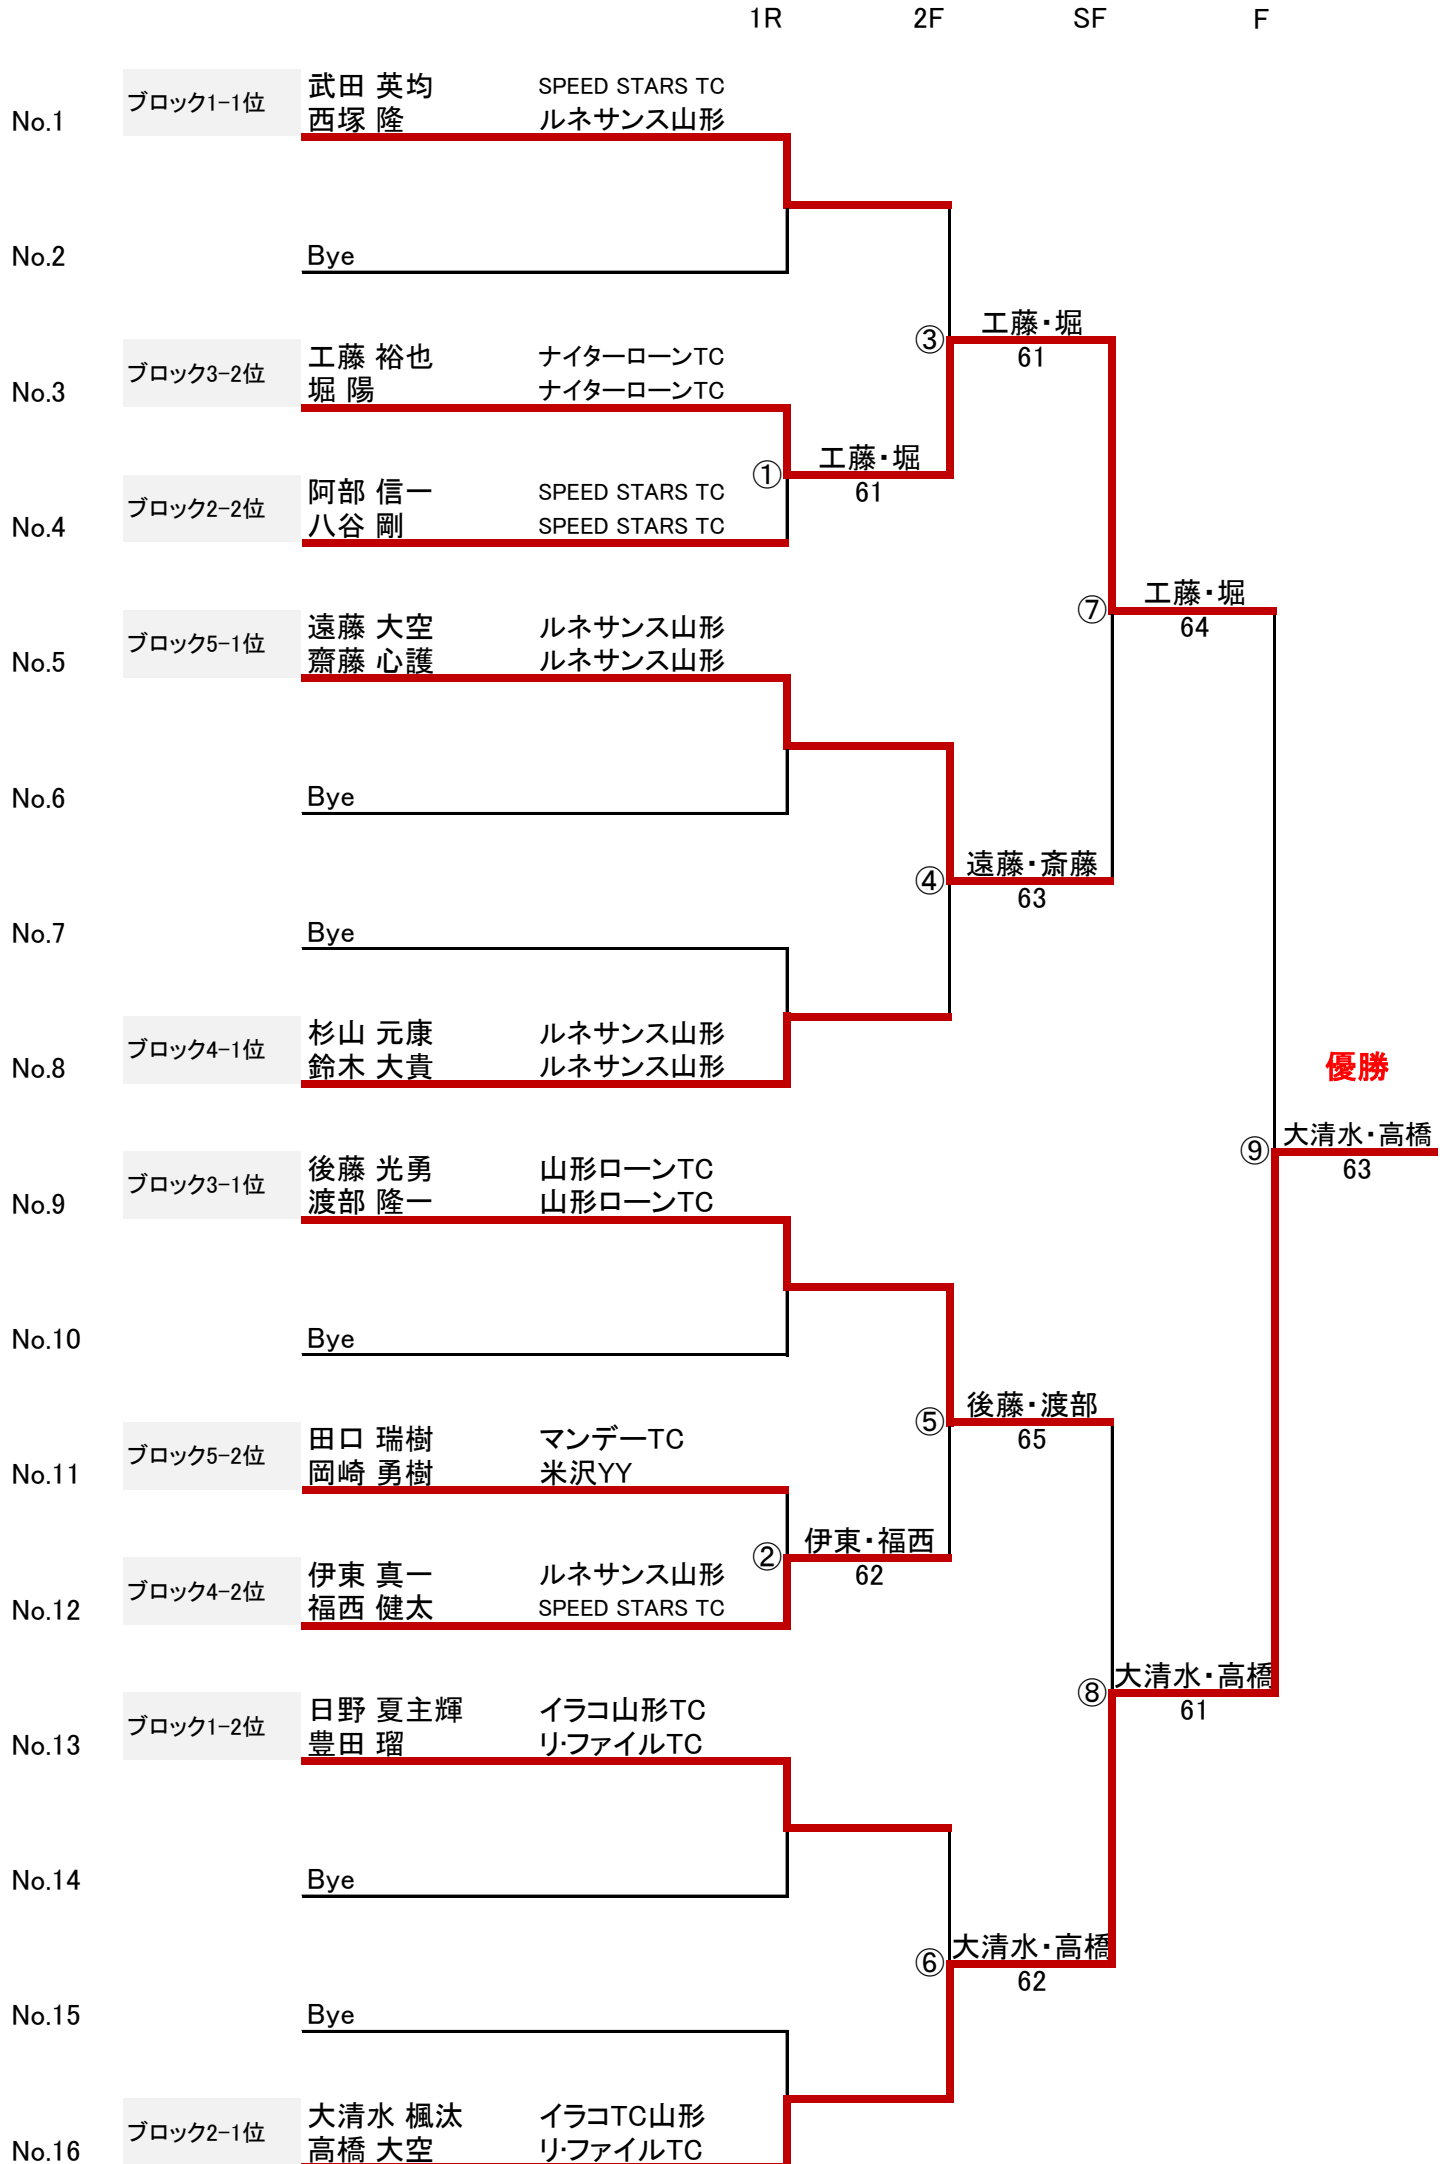 1R 2F SF F
ブロック1-1位 武田 英均 SPEED STARS TC
No.1 西塚 隆 ルネサンス山形
No.2 Bye
③ 工藤・堀
61
ブロック3-2位 工藤 裕也 ナイターローンTC
No.3 堀 陽 ナイターローンTC
① 工藤・堀
61
ブロック2-2位 阿部 信一 SPEED STARS TC
No.4 八谷 剛 SPEED STARS TC
⑦ 工藤・堀
64
ブロック5-1位 遠藤 大空 ルネサンス山形
No.5 齋藤 心護 ルネサンス山形
No.6 Bye
④ 遠藤・斎藤
63
No.7 Bye
ブロック4-1位 杉山 元康 ルネサンス山形
No.8 鈴木 大貴 ルネサンス山形
優勝
⑨ 大清水・高橋
63
ブロック3-1位 後藤 光勇 山形ローンTC
No.9 渡部 隆一 山形ローンTC
No.10 Bye
⑤ 後藤・渡部
65
ブロック5-2位 田口 瑞樹 マンデーTC
No.11 岡崎 勇樹 米沢YY
② 伊東・福西
62
ブロック4-2位 伊東 真一 ルネサンス山形
No.12 福西 健太 SPEED STARS TC
⑧ 大清水・高橋
61
ブロック1-2位 日野 夏主輝 イラコ山形TC
No.13 豊田 瑠 リ・ファイルTC
No.14 Bye
⑥ 大清水・高橋
62
No.15 Bye
ブロック2-1位 大清水 楓汰 イラコTC山形
No.16 高橋 大空 リ・ファイルTC